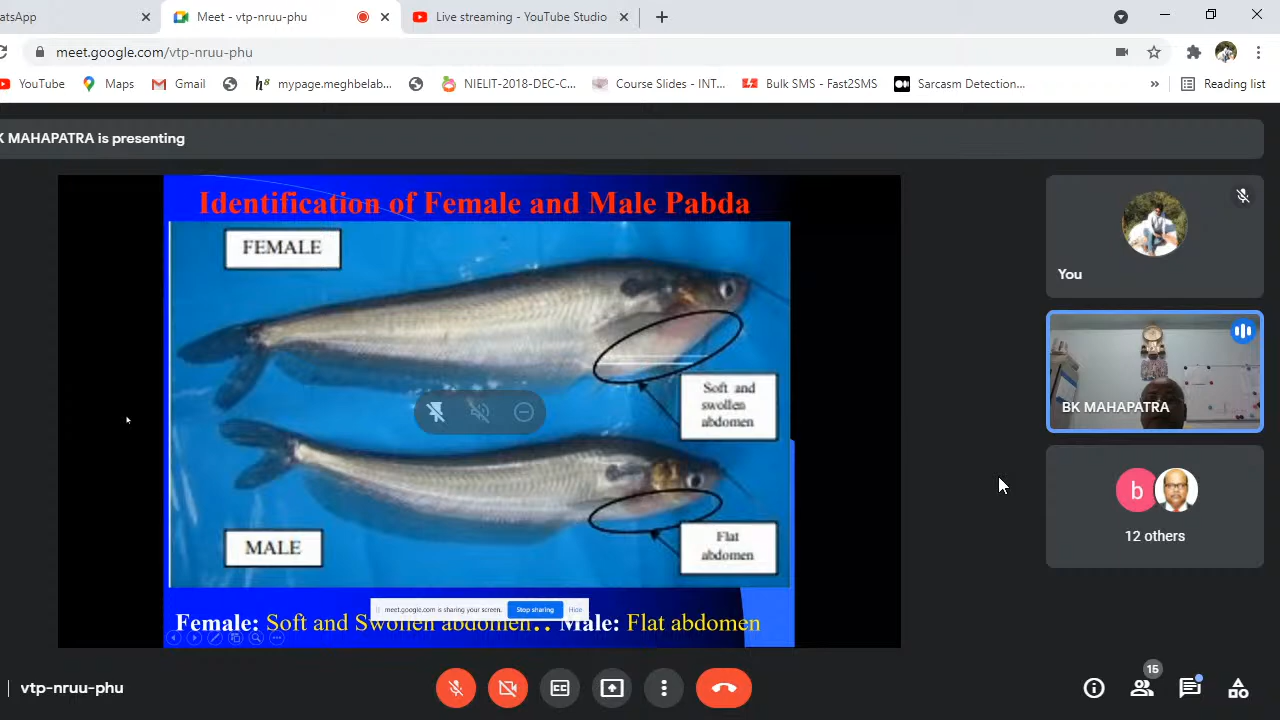 atsApp
Meet - vtp-nruu-phu
Live streaming - YouTube Studio
meet.google.com/vtp-nruu-phu
YouTube
Maps
Gmail
mypage.meghbelab...
NIELIT-2018-DEC-C...
Course Slides - INT...
Bulk SMS - Fast2SMS
Sarcasm Detection...
»
Reading list
K MAHAPATRA is presenting
Identification of Female and Male Pabda
FEMALE
Soft and
swollen
abdomen
MALE
Flat
abdomen
meet.google.com is sharing your screen.
Stop sharing
Hide
Female: Soft and Swollen abdomen.. Male: Flat abdomen
You
BK MAHAPATRA
b
12 others
vtp-nruu-phu
CC
15